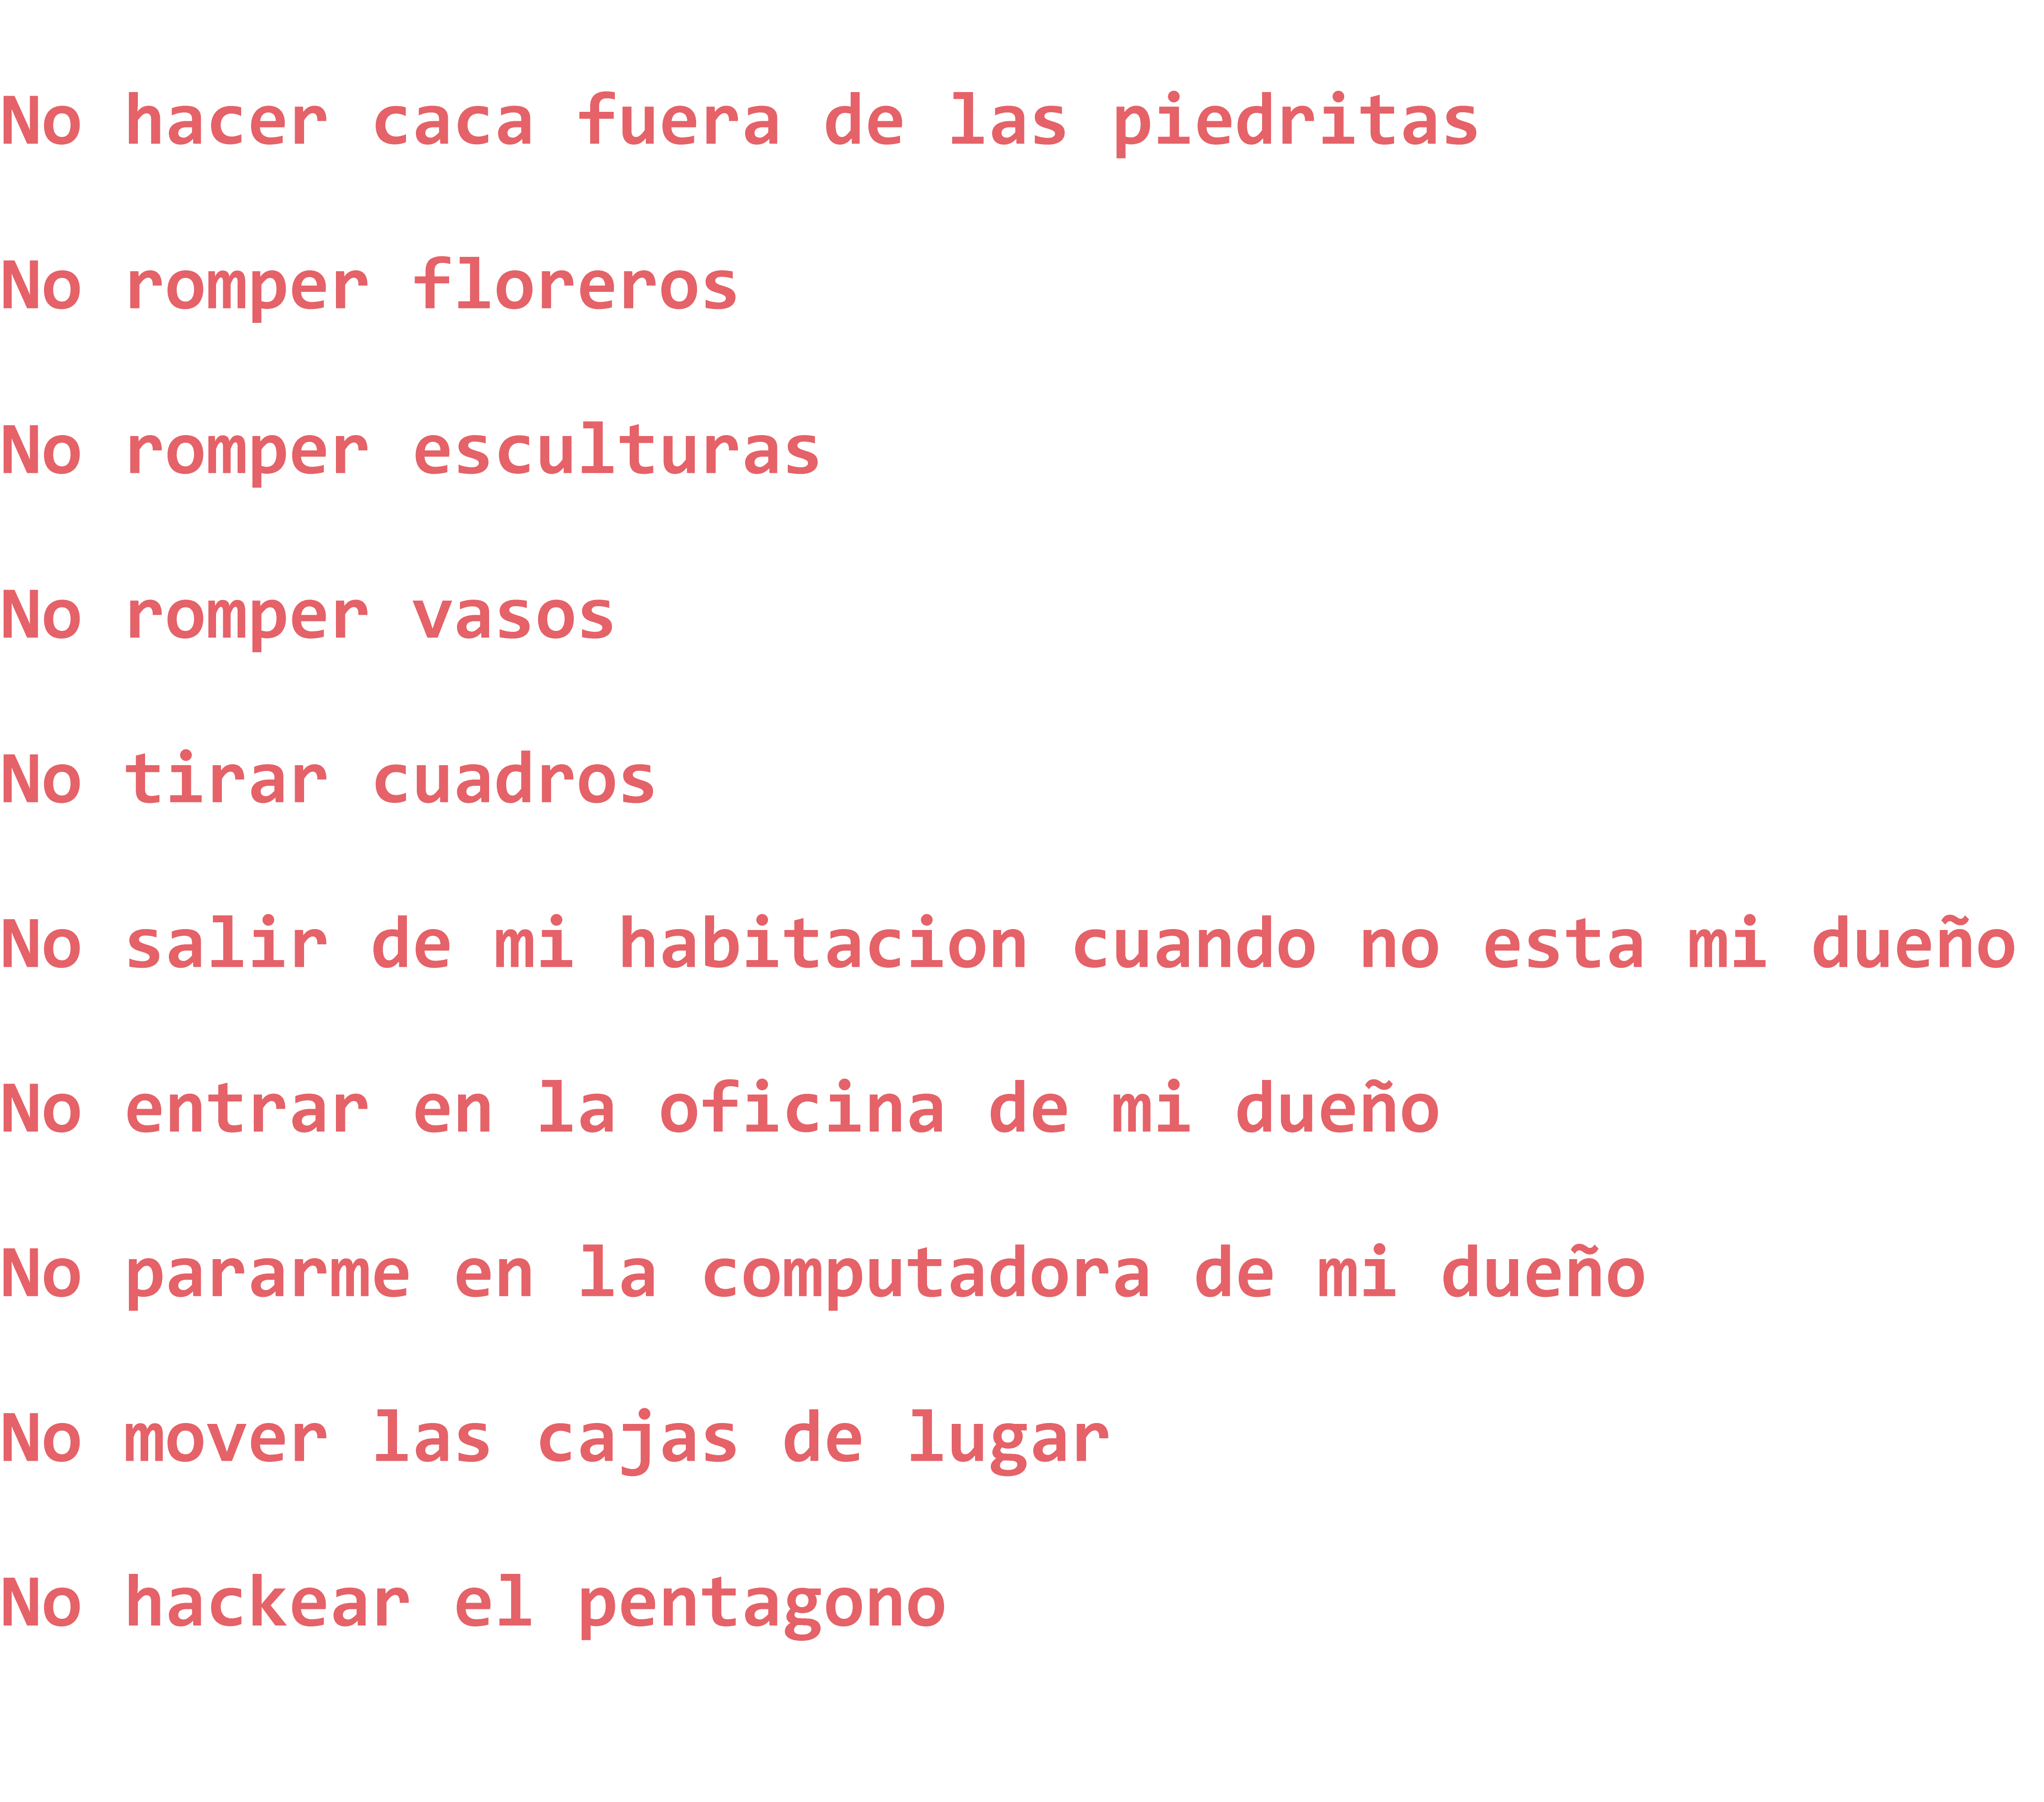 No hacer caca fuera de las piedritas
No romper floreros
No romper esculturas
No romper vasos
No tirar cuadros
No salir de mi habitacion cuando no esta mi dueño
No entrar en la oficina de mi dueño
No pararme en la computadora de mi dueño
No mover las cajas de lugar
No hackear el pentagono